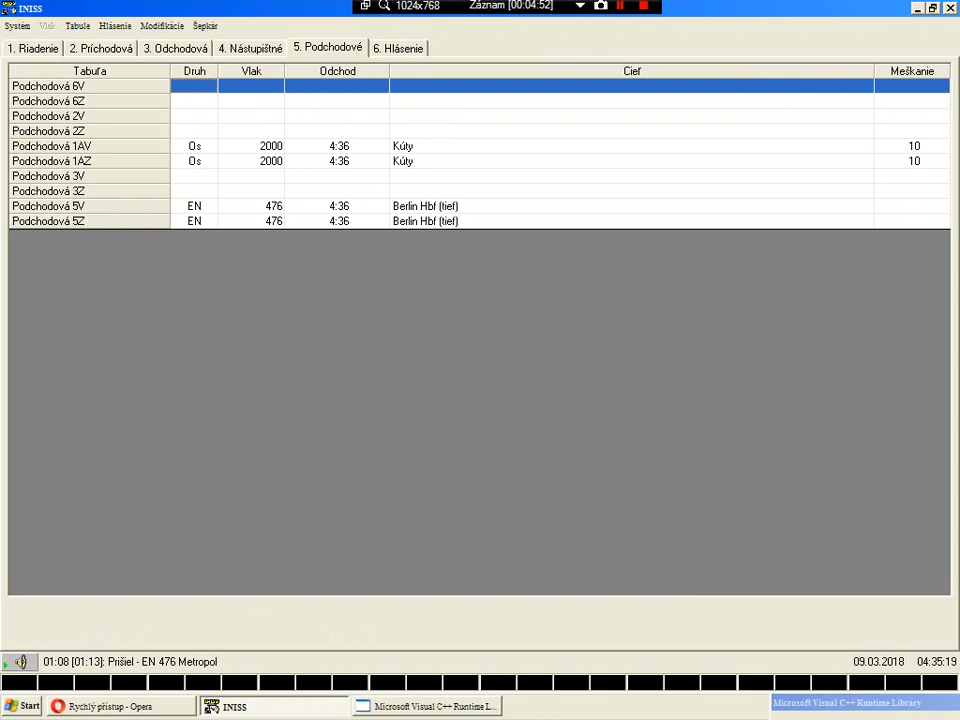 INISS
1024x768 Záznam [00:04:52]
Systém Vlak Tabule Hlásenie Modifikácie Šepkár
1. Riadenie 2. Príchodová 3. Odchodová 4. Nástupištné 5. Podchodové 6. Hlásenie
Tabuľa Druh Vlak Odchod Cieľ Meškanie
Podchodová 6V
Podchodová 6Z
Podchodová 2V
Podchodová 2Z
Podchodová 1AV Os 2000 4:36 Kúty 10
Podchodová 1AZ Os 2000 4:36 Kúty 10
Podchodová 3V
Podchodová 3Z
Podchodová 5V EN 476 4:36 Berlin Hbf (tief)
Podchodová 5Z EN 476 4:36 Berlin Hbf (tief)
01:08 [01:13]: Prišiel - EN 476 Metropol 09.03.2018 04:35:19
Start Rychlý přístup - Opera INISS Microsoft Visual C++ Runtime L... Microsoft Visual C++ Runtime Library